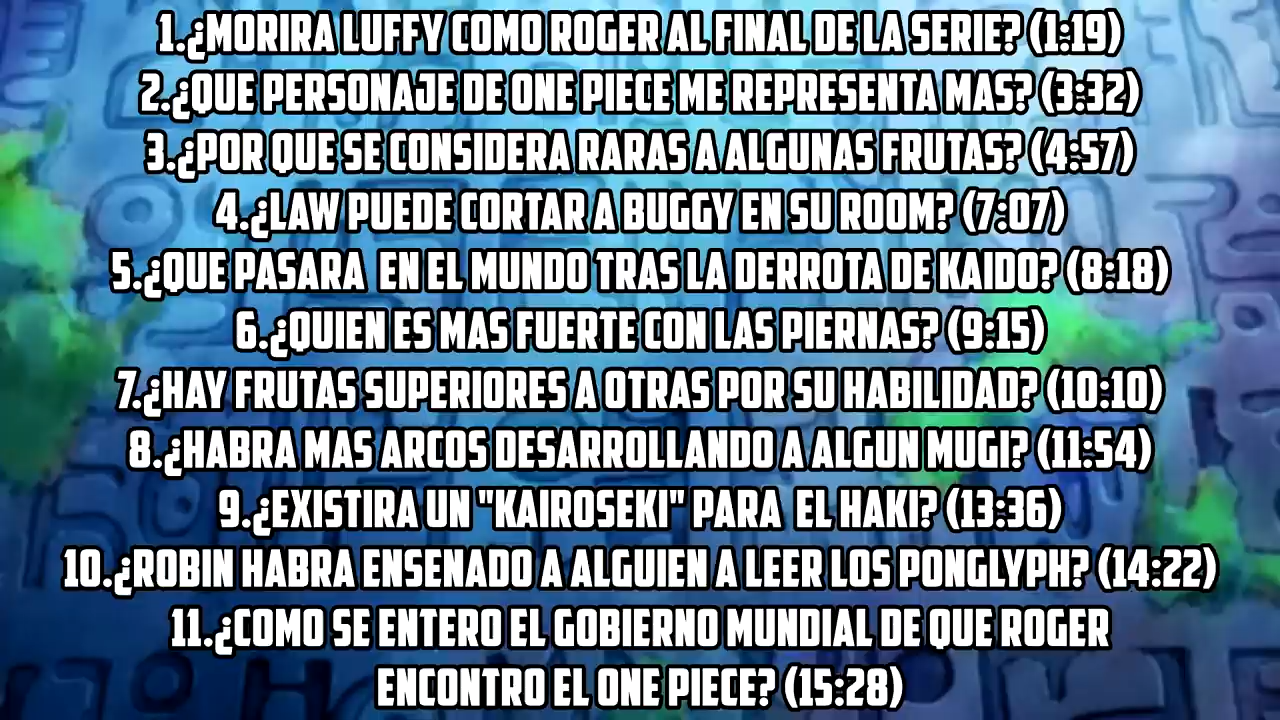 1.¿MORIRA LUFFY COMO ROGER AL FINAL DE LA SERIE? (1:19)
2.¿QUE PERSONAJE DE ONE PIECE ME REPRESENTA MAS? (3:32)
3.¿POR QUE SE CONSIDERA RARAS A ALGUNAS FRUTAS? (4:57)
4.¿LAW PUEDE CORTAR A BUGGY EN SU ROOM? (7:07)
5.¿QUE PASARA  EN EL MUNDO TRAS LA DERROTA DE KAIDO? (8:18)
6.¿QUIEN ES MAS FUERTE CON LAS PIERNAS? (9:15)
7.¿HAY FRUTAS SUPERIORES A OTRAS POR SU HABILIDAD? (10:10)
8.¿HABRA MAS ARCOS DESARROLLANDO A ALGUN MUGI? (11:54)
9.¿EXISTIRA UN "KAIROSEKI" PARA  EL HAKI? (13:36)
10.¿ROBIN HABRA ENSENADO A ALGUIEN A LEER LOS PONGLYPH? (14:22)
11.¿COMO SE ENTERO EL GOBIERNO MUNDIAL DE QUE ROGER
ENCONTRO EL ONE PIECE? (15:28)